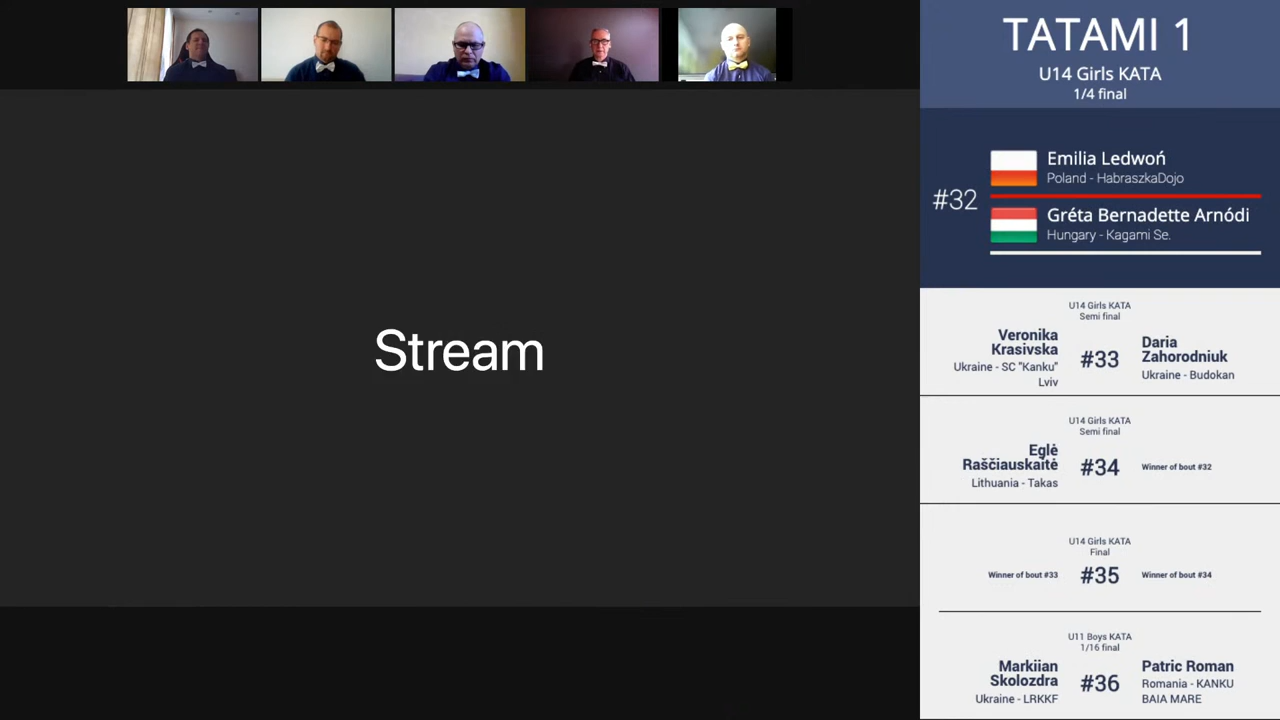 TATAMI 1
U14 Girls KATA
1/4 final
#32
Emilia Ledwoń
Poland - HabraszkaDojo
Gréta Bernadette Arnódi
Hungary - Kagami Se.
Stream
U14 Girls KATA
Semi final
Veronika
Krasivska
Ukraine - SC "Kanku"
Lviv
#33
Daria
Zahorodniuk
Ukraine - Budokan
U14 Girls KATA
Semi final
Eglė
Raščiauskaitė
Lithuania - Takas
#34
Winner of bout #32
U14 Girls KATA
Final
Winner of bout #33
#35
Winner of bout #34
U11 Boys KATA
1/16 final
Markiian
Skolozdra
Ukraine - LRKKF
#36
Patric Roman
Romania - KANKU
BAIA MARE